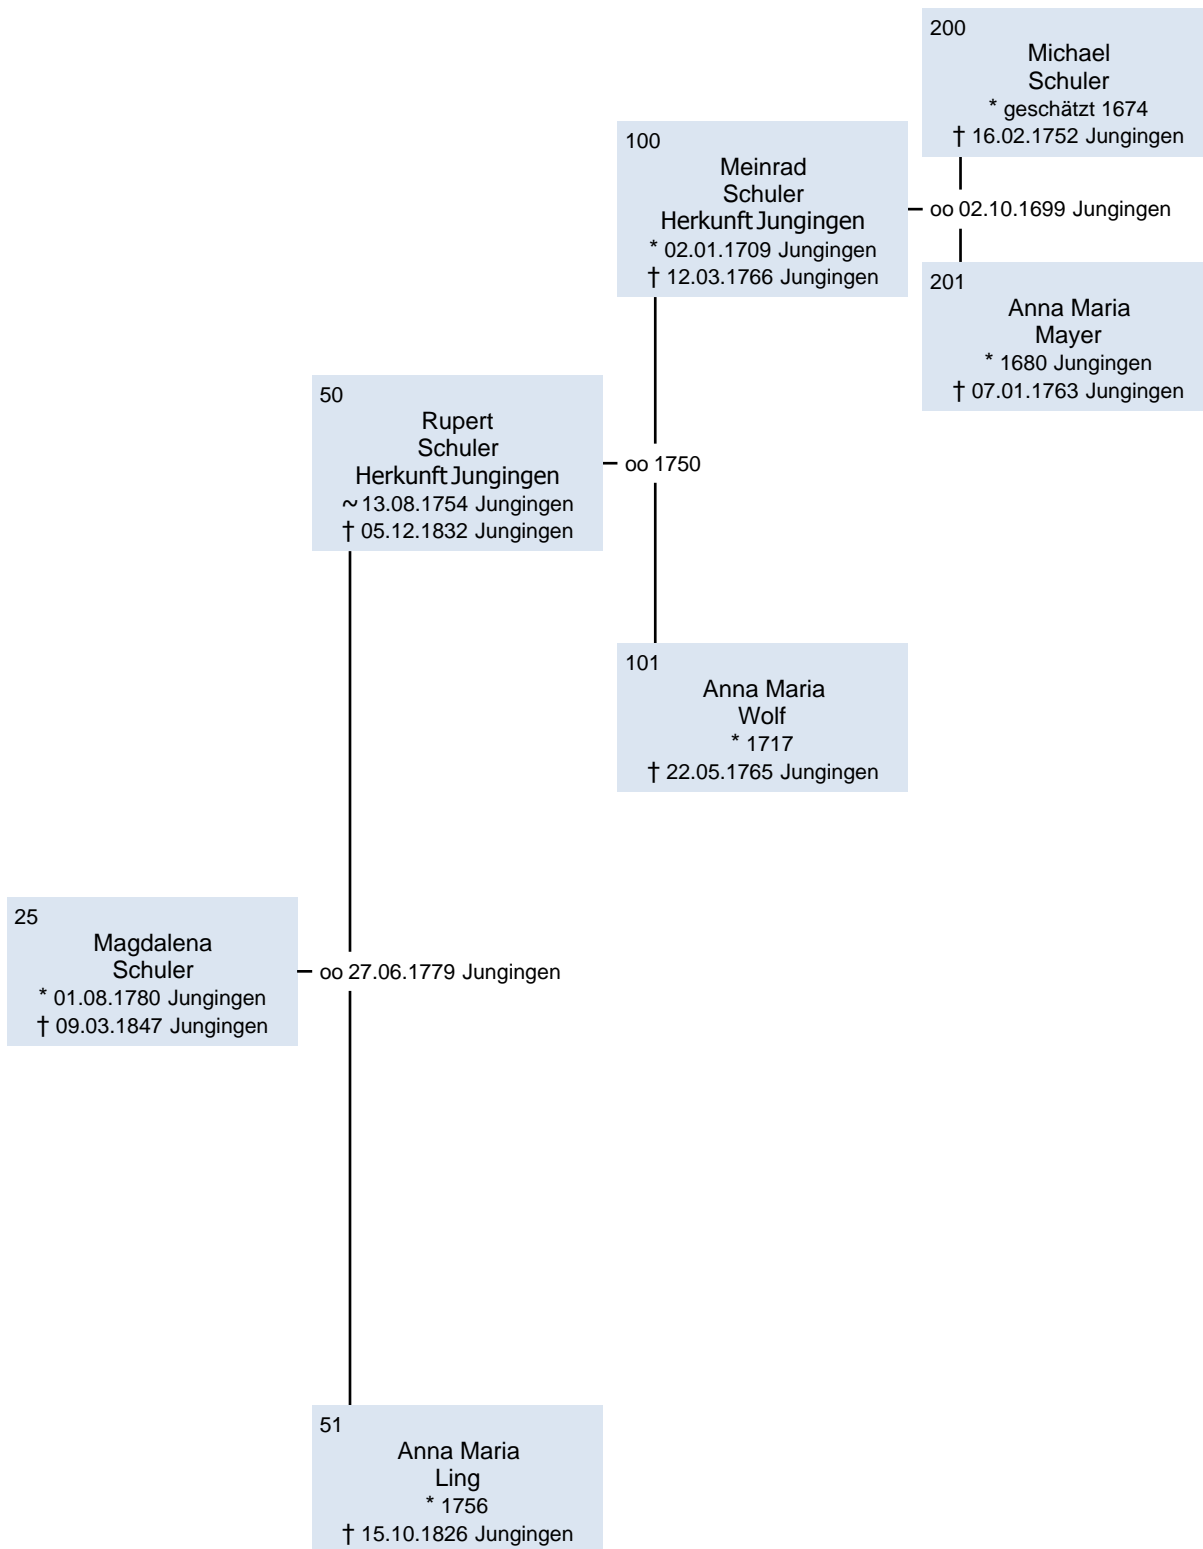 200
Michael
Schuler
* geschätzt 1674
† 16.02.1752 Jungingen
100
Meinrad
Schuler
Herkunft Jungingen
* 02.01.1709 Jungingen
† 12.03.1766 Jungingen
oo 02.10.1699 Jungingen
201
Anna Maria
Mayer
* 1680 Jungingen
† 07.01.1763 Jungingen
50
Rupert
Schuler
Herkunft Jungingen
~ 13.08.1754 Jungingen
† 05.12.1832 Jungingen
oo 1750
101
Anna Maria
Wolf
* 1717
† 22.05.1765 Jungingen
25
Magdalena
Schuler
* 01.08.1780 Jungingen
† 09.03.1847 Jungingen
oo 27.06.1779 Jungingen
51
Anna Maria
Ling
* 1756
† 15.10.1826 Jungingen